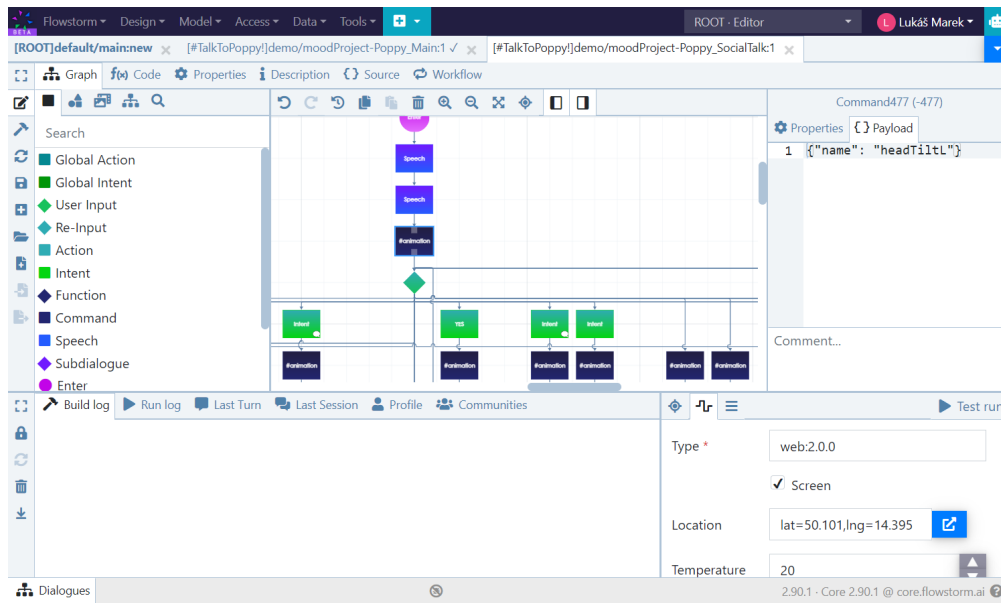 BETA
Flowstorm Design Model Access Data Tools ROOT · Editor L Lukáš Marek
[ROOT]default/main:new [#TalkToPoppy!]demo/moodProject-Poppy_Main:1 ✓ [#TalkToPoppy!]demo/moodProject-Poppy_SocialTalk:1
Graph f(x) Code Properties i Description {} Source Workflow
Command477 (-477)
Properties {} Payload
1 {"name": "headTiltL"}
Search
Global Action
Global Intent
User Input
Re-Input
Action
Intent
Function
Command
Speech
Subdialogue
Enter
Speech
Speech
#animation
Intent YES Intent Intent
#animation #animation #animation #animation #animation #animation
Comment...
Build log Run log Last Turn Last Session Profile Communities
Test run
Type * web:2.0.0
Screen
Location lat=50.101,lng=14.395
Temperature 20
Dialogues 2.90.1 · Core 2.90.1 @ core.flowstorm.ai